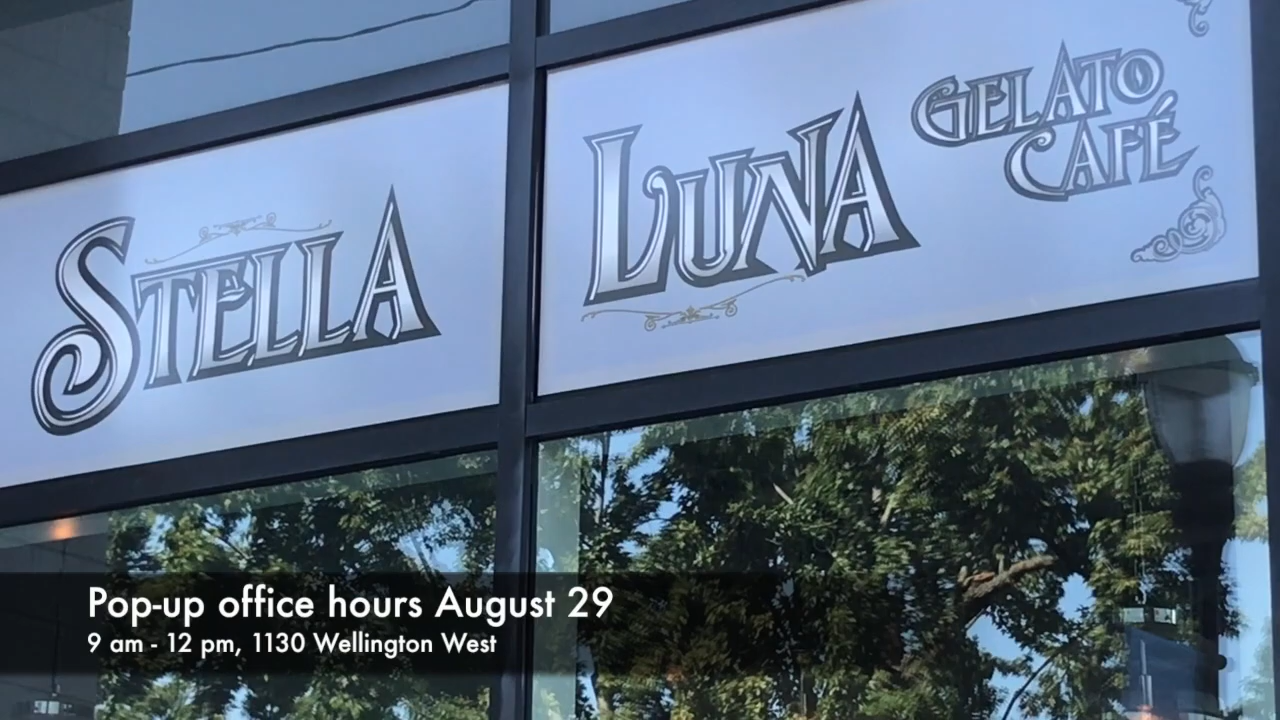 STELLA
LUNA
GELATO
CAFÉ
Pop-up office hours August 29
9 am - 12 pm, 1130 Wellington West